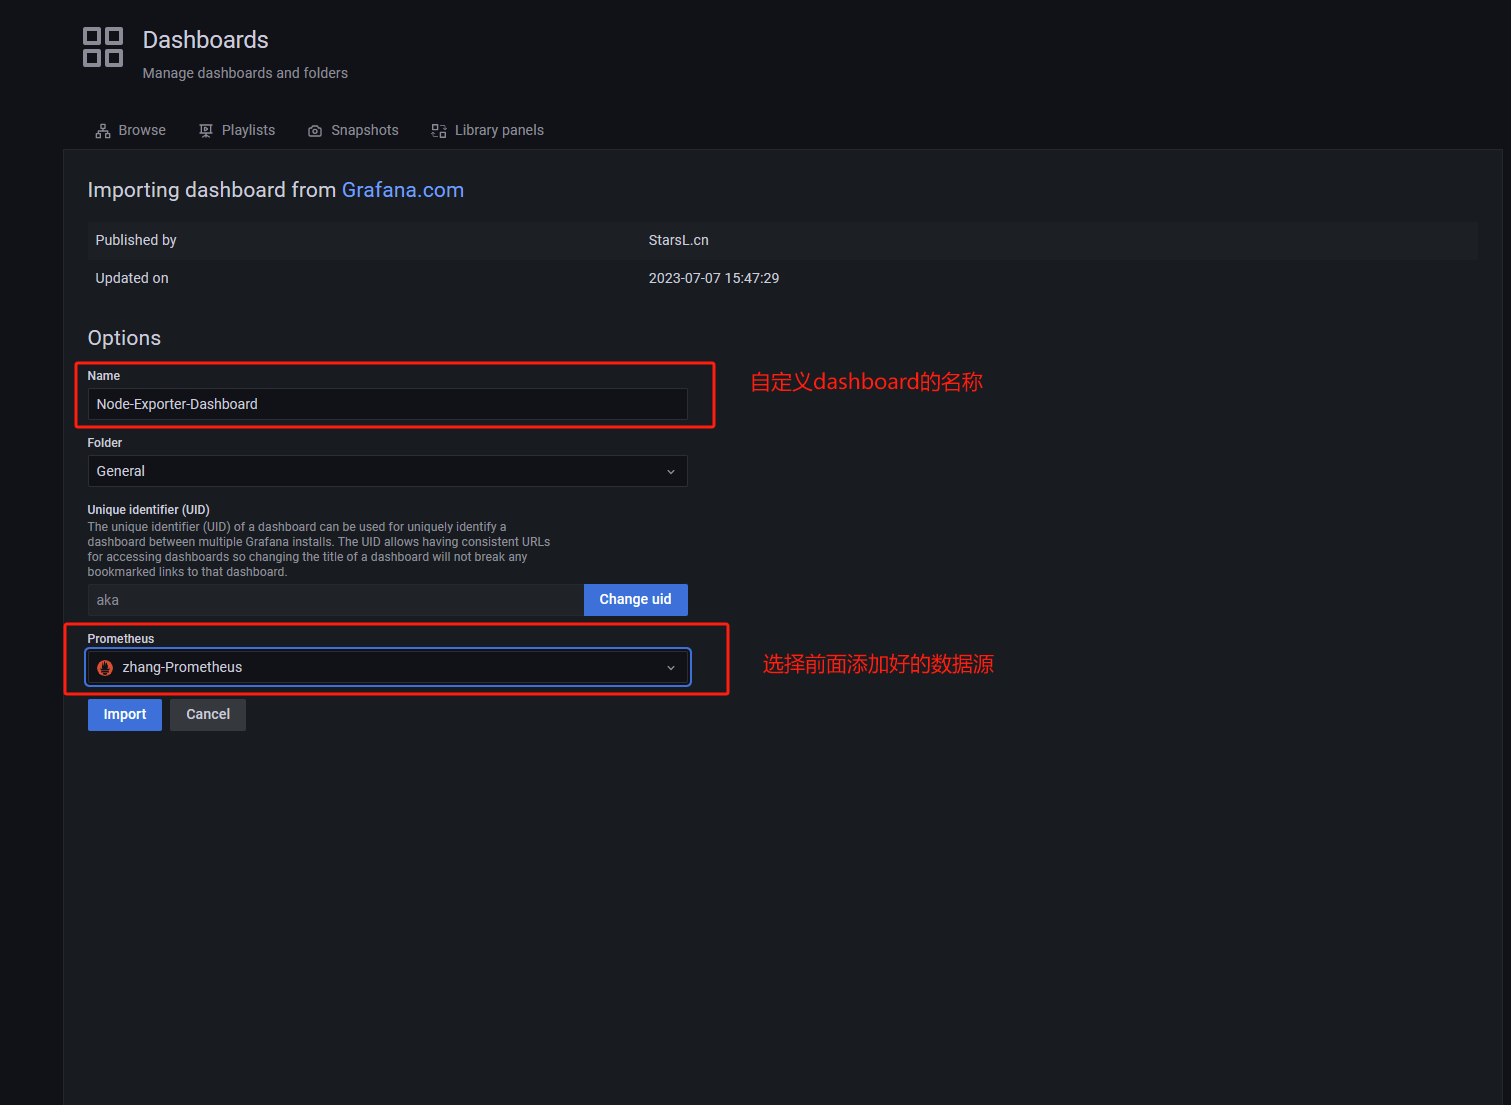 Dashboards
Manage dashboards and folders
Browse
Playlists
Snapshots
Library panels
Importing dashboard from Grafana.com
Published by
StarsL.cn
Updated on
2023-07-07 15:47:29
Options
Name
自定义dashboard的名称
Node-Exporter-Dashboard
Folder
General
Unique identifier (UID)
The unique identifier (UID) of a dashboard can be used for uniquely identify a
dashboard between multiple Grafana installs. The UID allows having consistent URLs
for accessing dashboards so changing the title of a dashboard will not break any
bookmarked links to that dashboard.
aka
Change uid
Prometheus
zhang-Prometheus
选择前面添加好的数据源
Import
Cancel